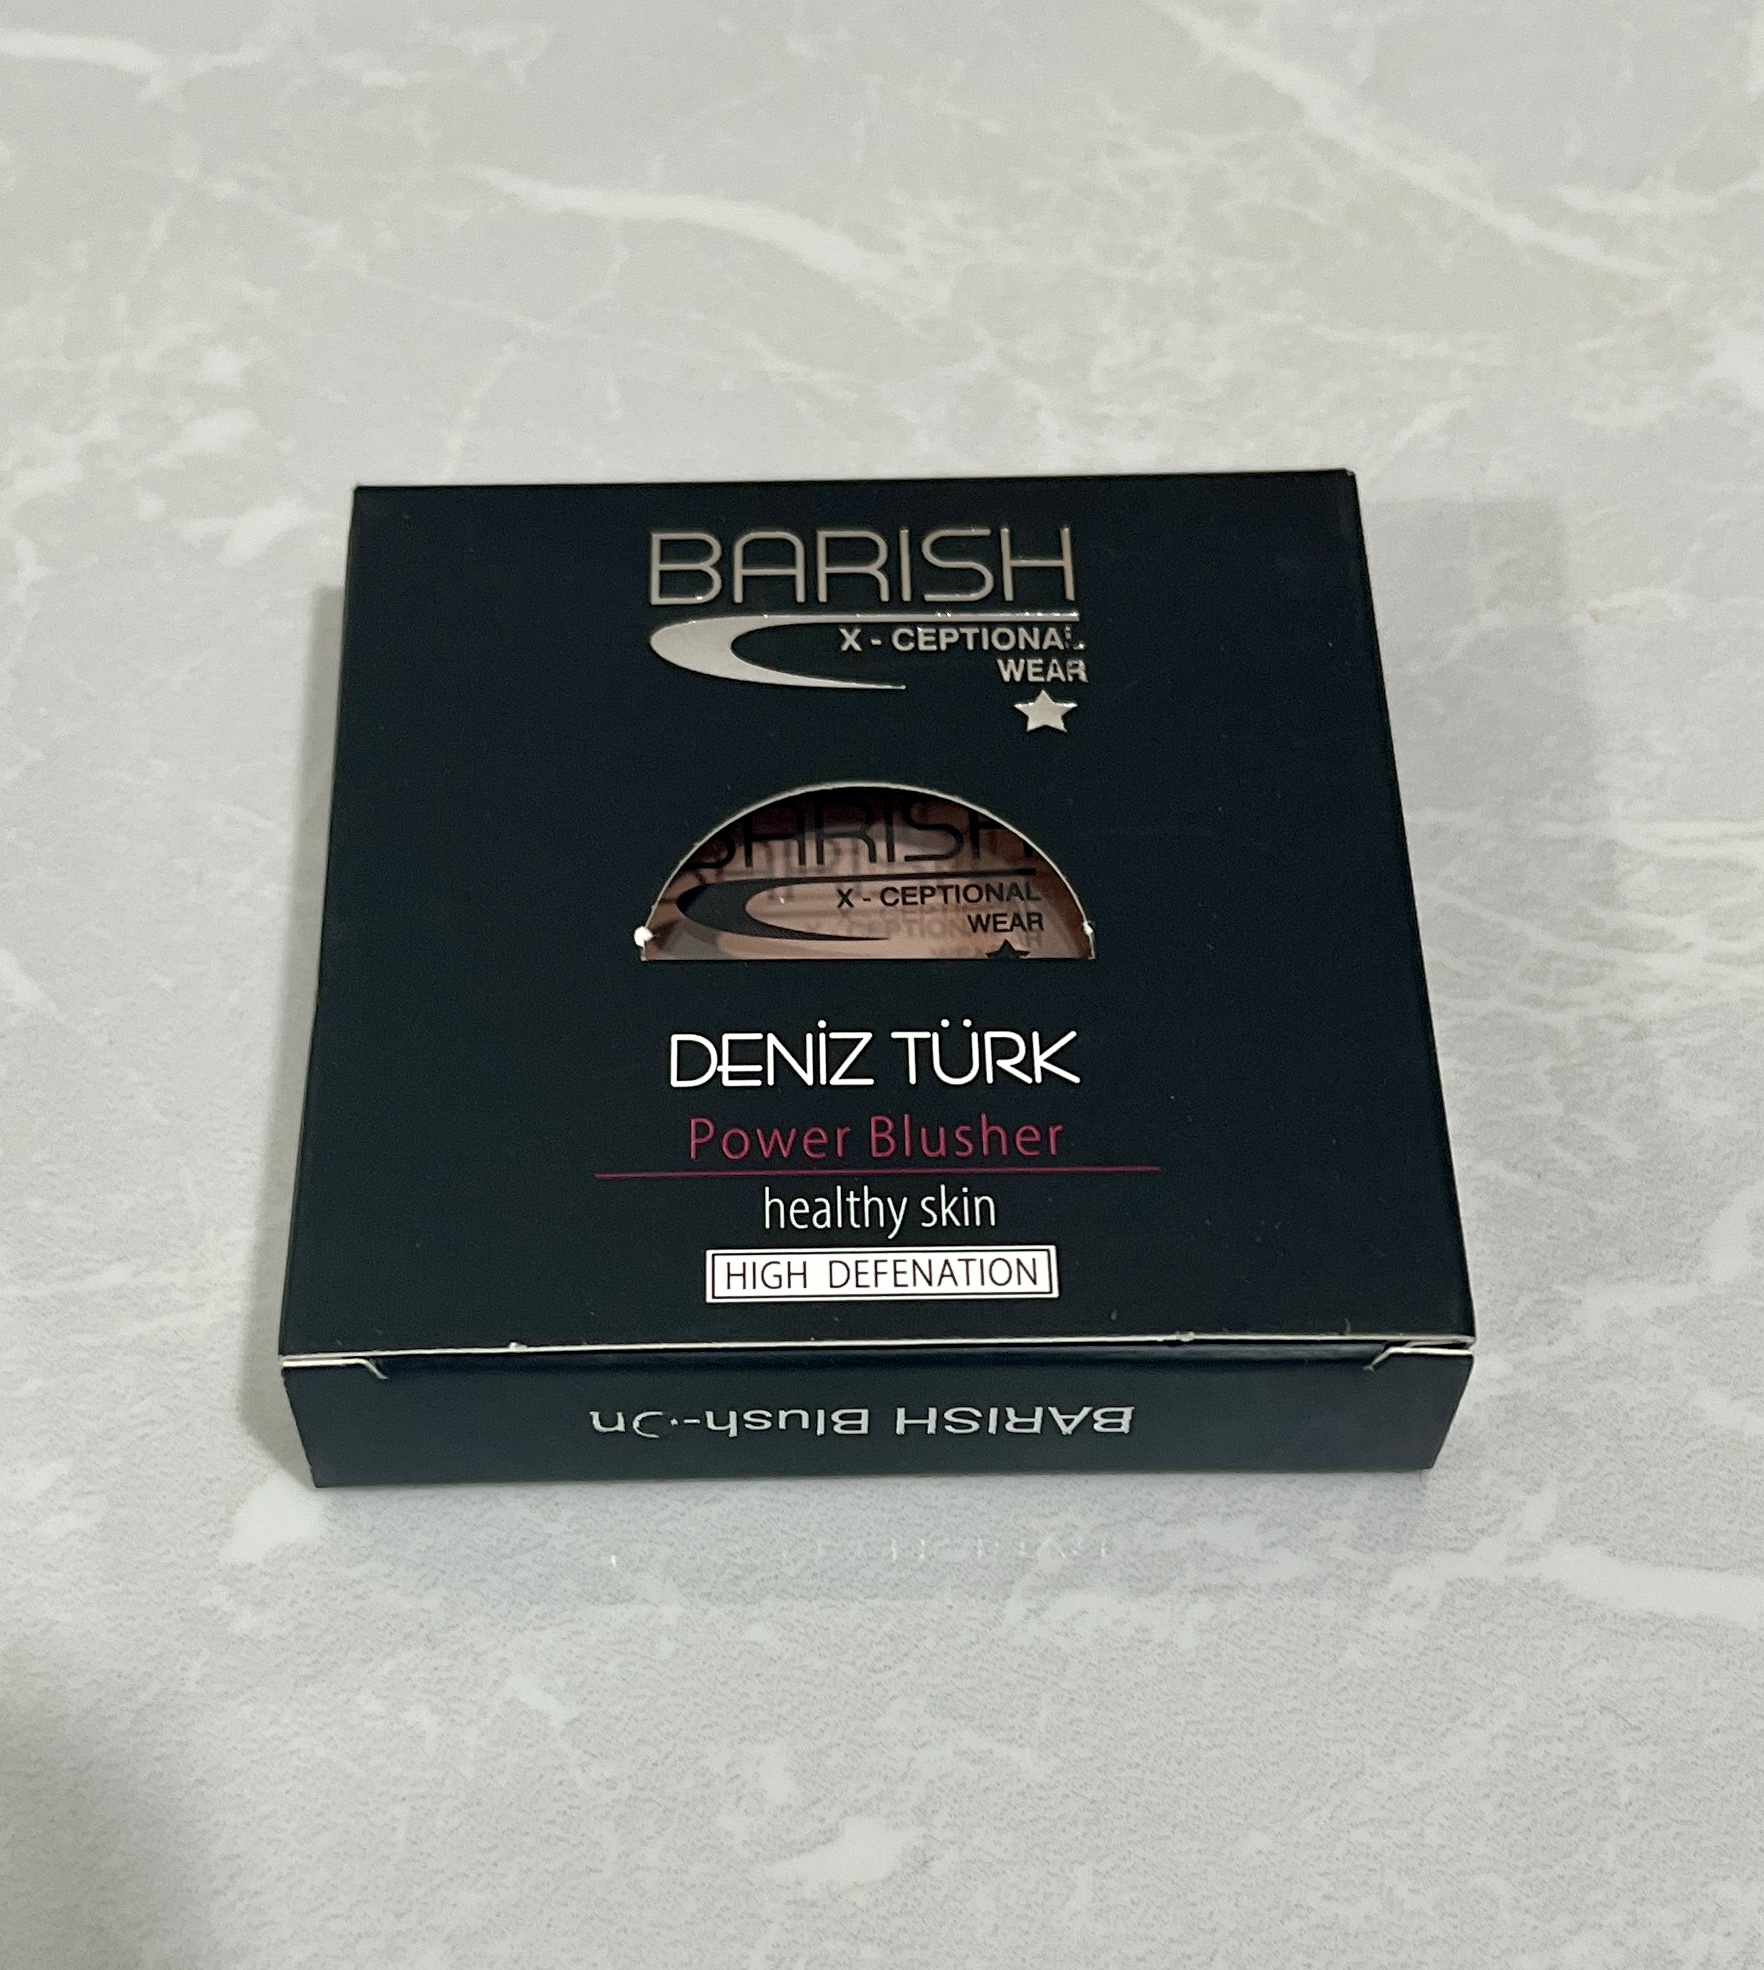 BARISH
X - CEPTIONAL
WEAR
BARISH
X - CEPTIONAL
WEAR
DENİZ TÜRK
Power Blusher
healthy skin
HIGH DEFENATION
BARISH Blush-On